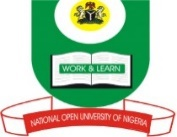 WORK & LEARN
NATIONAL OPEN UNIVERSITY OF NIGERIA